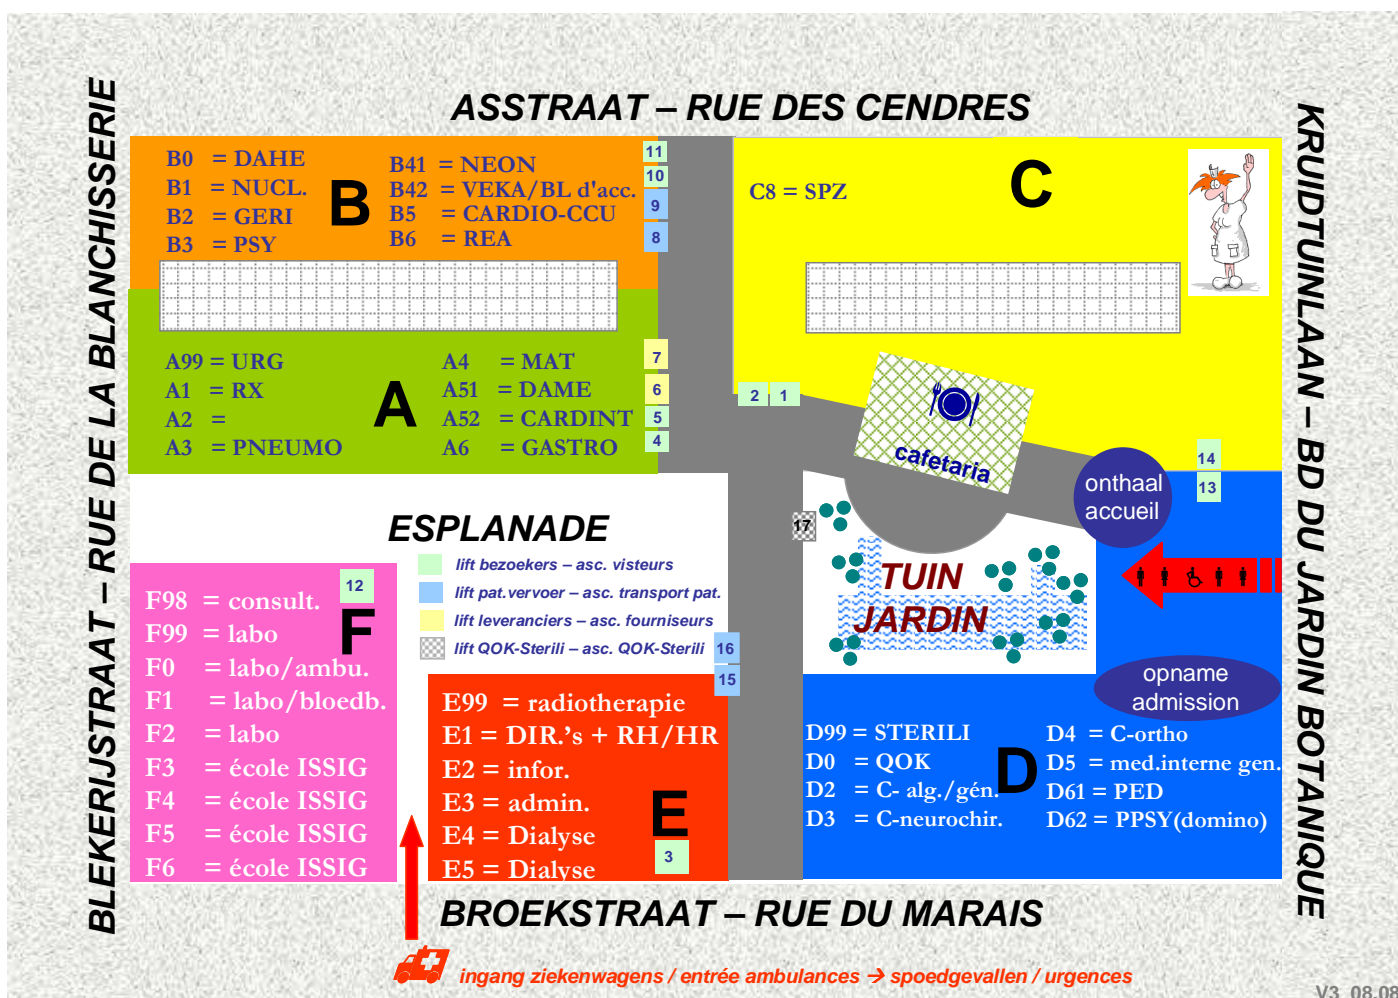 ASSTRAAT – RUE DES CENDRES
BLEKERIJSTRAAT – RUE DE LA BLANCHISSERIE
KRUIDTUINLAAN – BD DU JARDIN BOTANIQUE
B0 = DAHE
B1 = NUCL.
B2 = GERI
B3 = PSY
B
B41 = NEON
B42 = VEKA/BL d'acc.
B5 = CARDIO-CCU
B6 = REA
11
10
9
8
C8 = SPZ
C
A99 = URG
A1 = RX
A2 =
A3 = PNEUMO
A
A4 = MAT
A51 = DAME
A52 = CARDINT
A6 = GASTRO
7
6
5
4
2
1
cafetaria
onthaal
accueil
14
13
ESPLANADE
lift bezoekers – asc. visteurs
lift pat.vervoer – asc. transport pat.
lift leveranciers – asc. fourniseurs
lift QOK-Sterili – asc. QOK-Sterili
17
16
15
TUIN
JARDIN
12
F98 = consult.
F99 = labo
F0 = labo/ambu.
F1 = labo/bloedb.
F2 = labo
F3 = école ISSIG
F4 = école ISSIG
F5 = école ISSIG
F6 = école ISSIG
F
E99 = radiotherapie
E1 = DIR.'s + RH/HR
E2 = infor.
E3 = admin.
E4 = Dialyse
E5 = Dialyse
E
3
opname
admission
D99 = STERILI
D0 = QOK
D2 = C- alg./gén.
D3 = C-neurochir.
D
D4 = C-ortho
D5 = med.interne gen.
D61 = PED
D62 = PPSY(domino)
BROEKSTRAAT – RUE DU MARAIS
ingang ziekenwagens / entrée ambulances → spoedgevallen / urgences
V3 08.08